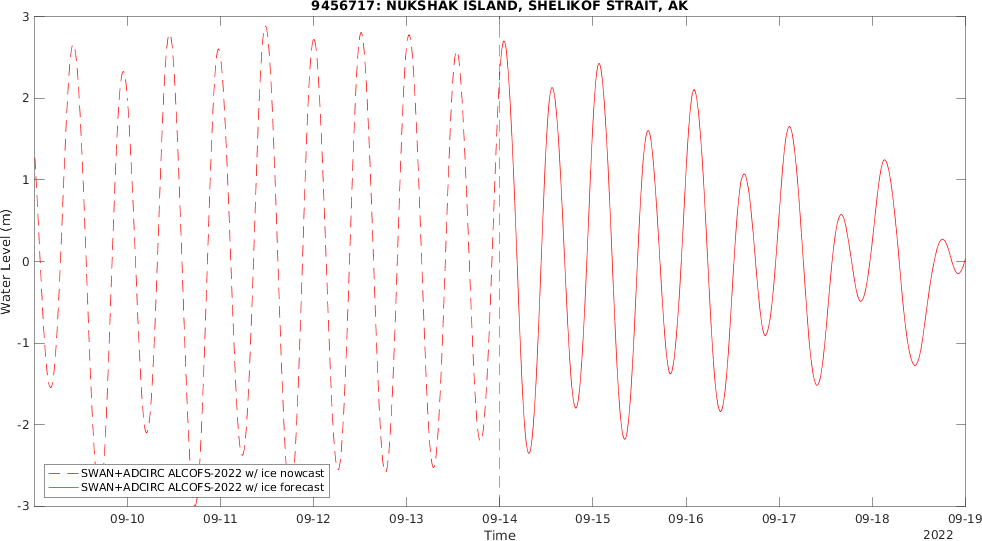 9456717: NUKSHAK ISLAND, SHELIKOF STRAIT, AK
3
2
1
0
-1
-2
-3
Water Level (m)
SWAN+ADCIRC ALCOFS-2022 w/ ice nowcast
SWAN+ADCIRC ALCOFS-2022 w/ ice forecast
09-10 09-11 09-12 09-13 09-14 09-15 09-16 09-17 09-18 09-19
Time
2022